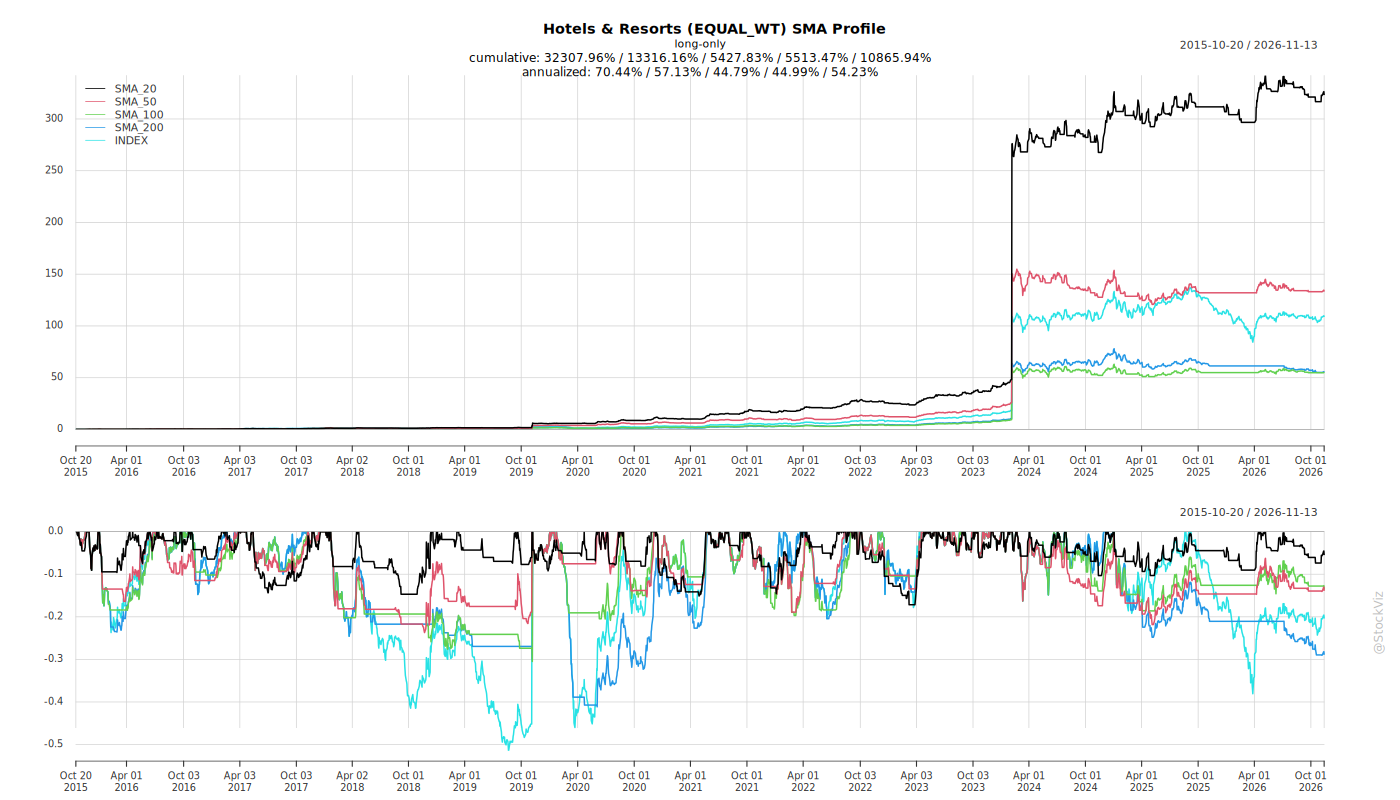 Hotels & Resorts (EQUAL_WT) SMA Profile
long-only
cumulative: 32307.96% / 13316.16% / 5427.83% / 5513.47% / 10865.94%
annualized: 70.44% / 57.13% / 44.79% / 44.99% / 54.23%
2015-10-20 / 2026-11-13
SMA_20
SMA_50
SMA_100
SMA_200
INDEX
300
250
200
150
100
50
0
Oct 20 Apr 01 Oct 03 Apr 03 Oct 03 Apr 02 Oct 01 Apr 01 Oct 01 Apr 01 Oct 01 Apr 01 Oct 01 Apr 01 Oct 03 Apr 03 Oct 03 Apr 01 Oct 01 Apr 01 Oct 01 Apr 01 Oct 01
2015 2016 2016 2017 2017 2018 2018 2019 2019 2020 2020 2021 2021 2022 2022 2023 2023 2024 2024 2025 2025 2026 2026
2015-10-20 / 2026-11-13
0.0
-0.1
-0.2
-0.3
-0.4
-0.5
Oct 20 Apr 01 Oct 03 Apr 03 Oct 03 Apr 02 Oct 01 Apr 01 Oct 01 Apr 01 Oct 01 Apr 01 Oct 01 Apr 01 Oct 03 Apr 03 Oct 03 Apr 01 Oct 01 Apr 01 Oct 01 Apr 01 Oct 01
2015 2016 2016 2017 2017 2018 2018 2019 2019 2020 2020 2021 2021 2022 2022 2023 2023 2024 2024 2025 2025 2026 2026
@StockViz